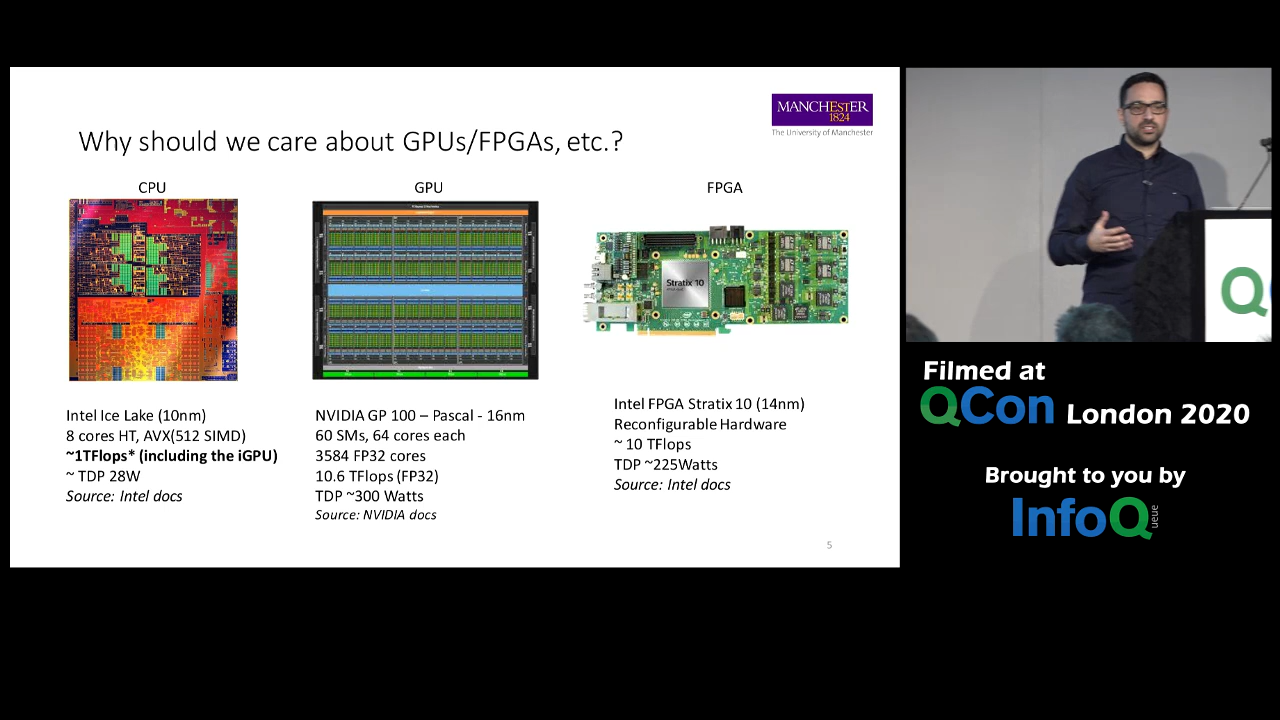 MANCHESTER
1824
The University of Manchester
Why should we care about GPUs/FPGAs, etc.?
CPU
GPU
FPGA
Stratix 10
Intel Ice Lake (10nm)
8 cores HT, AVX(512 SIMD)
~1TFlops* (including the iGPU)
~ TDP 28W
Source: Intel docs
NVIDIA GP 100 – Pascal - 16nm
60 SMs, 64 cores each
3584 FP32 cores
10.6 TFlops (FP32)
TDP ~300 Watts
Source: NVIDIA docs
Intel FPGA Stratix 10 (14nm)
Reconfigurable Hardware
~ 10 TFlops
TDP ~225Watts
Source: Intel docs
5
Filmed at
QCon London 2020
Brought to you by
InfoQ
ueue